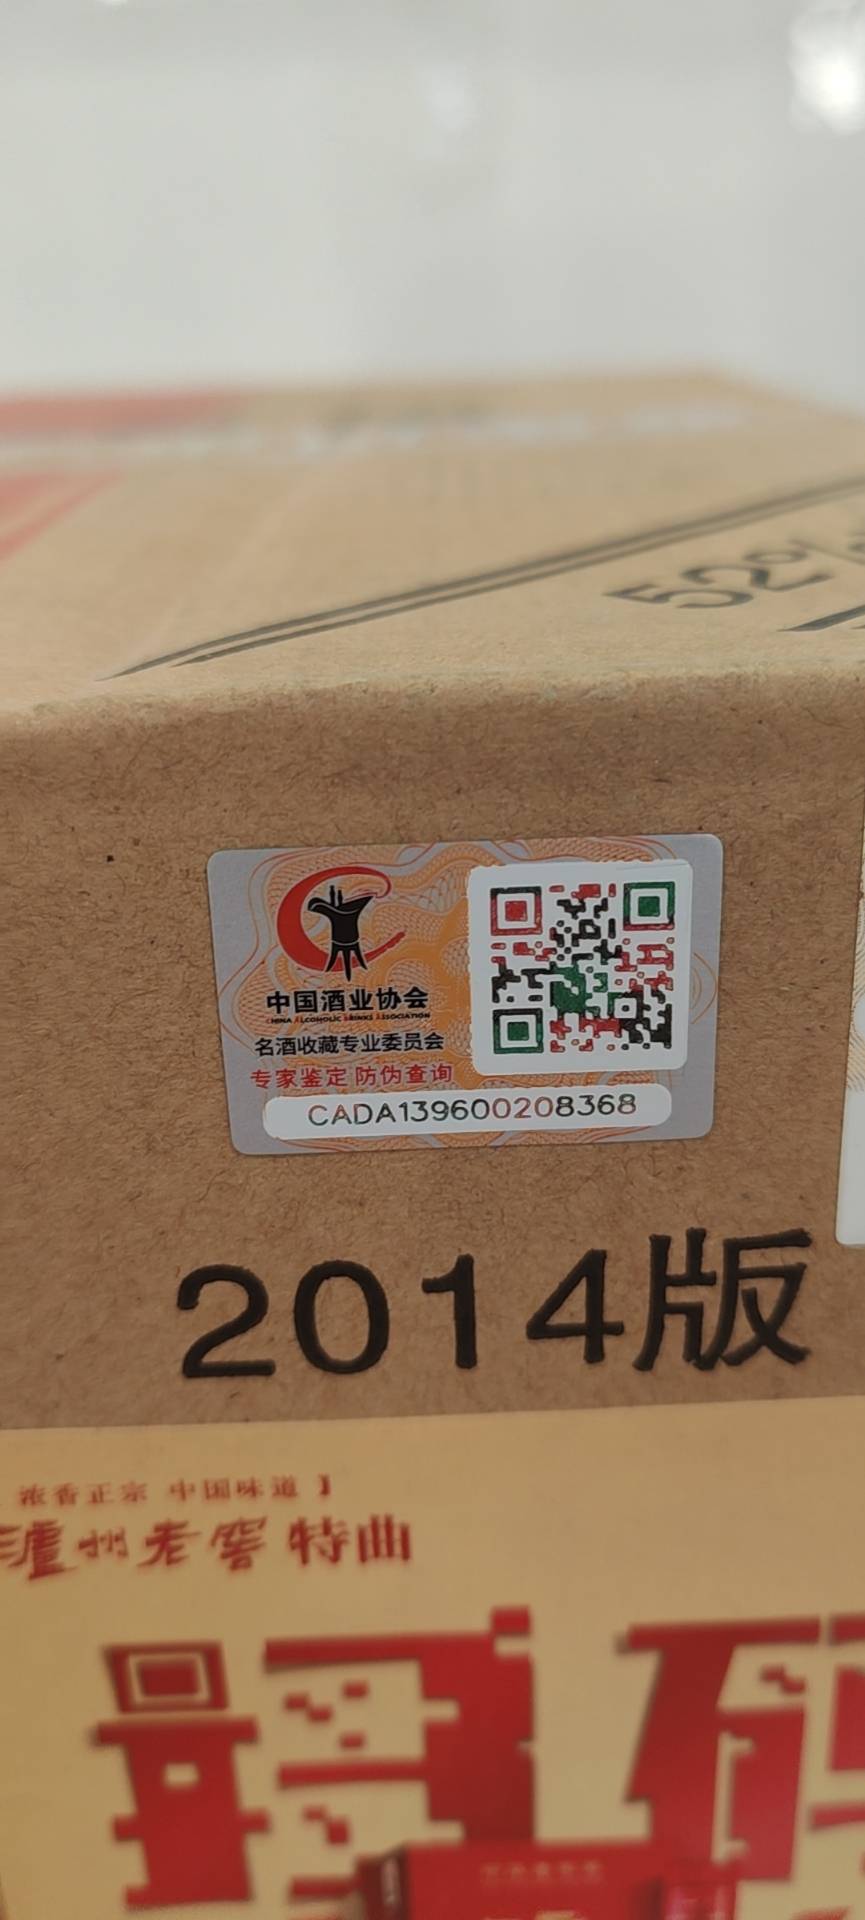 52%
中国酒业协会
CHINA ALCOHOLIC DRINKS ASSOCIATION
名酒收藏专业委员会
专家鉴定 防伪查询
CADA139600208368
2014版
浓香正宗 中国味道 】
泸州老窖 特曲
码